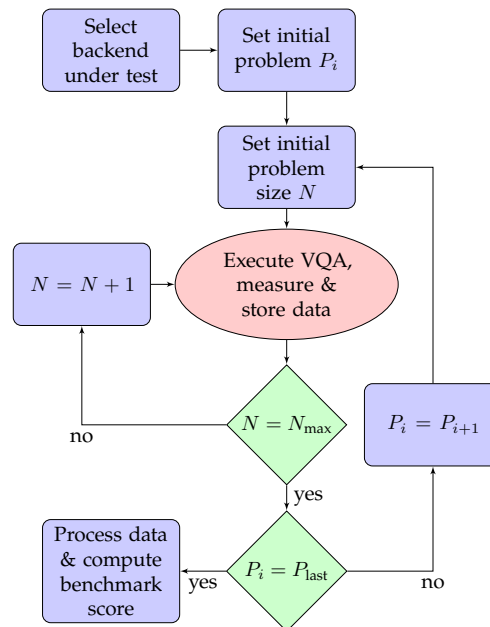 Select
backend
under test
Set initial
problem $P_i$
Set initial
problem
size $N$
Execute VQA,
measure &
store data
$N = N + 1$
$N = N_{\text{max}}$
no
yes
$P_i = P_{i+1}$
$P_i = P_{\text{last}}$
yes
no
Process data
& compute
benchmark
score